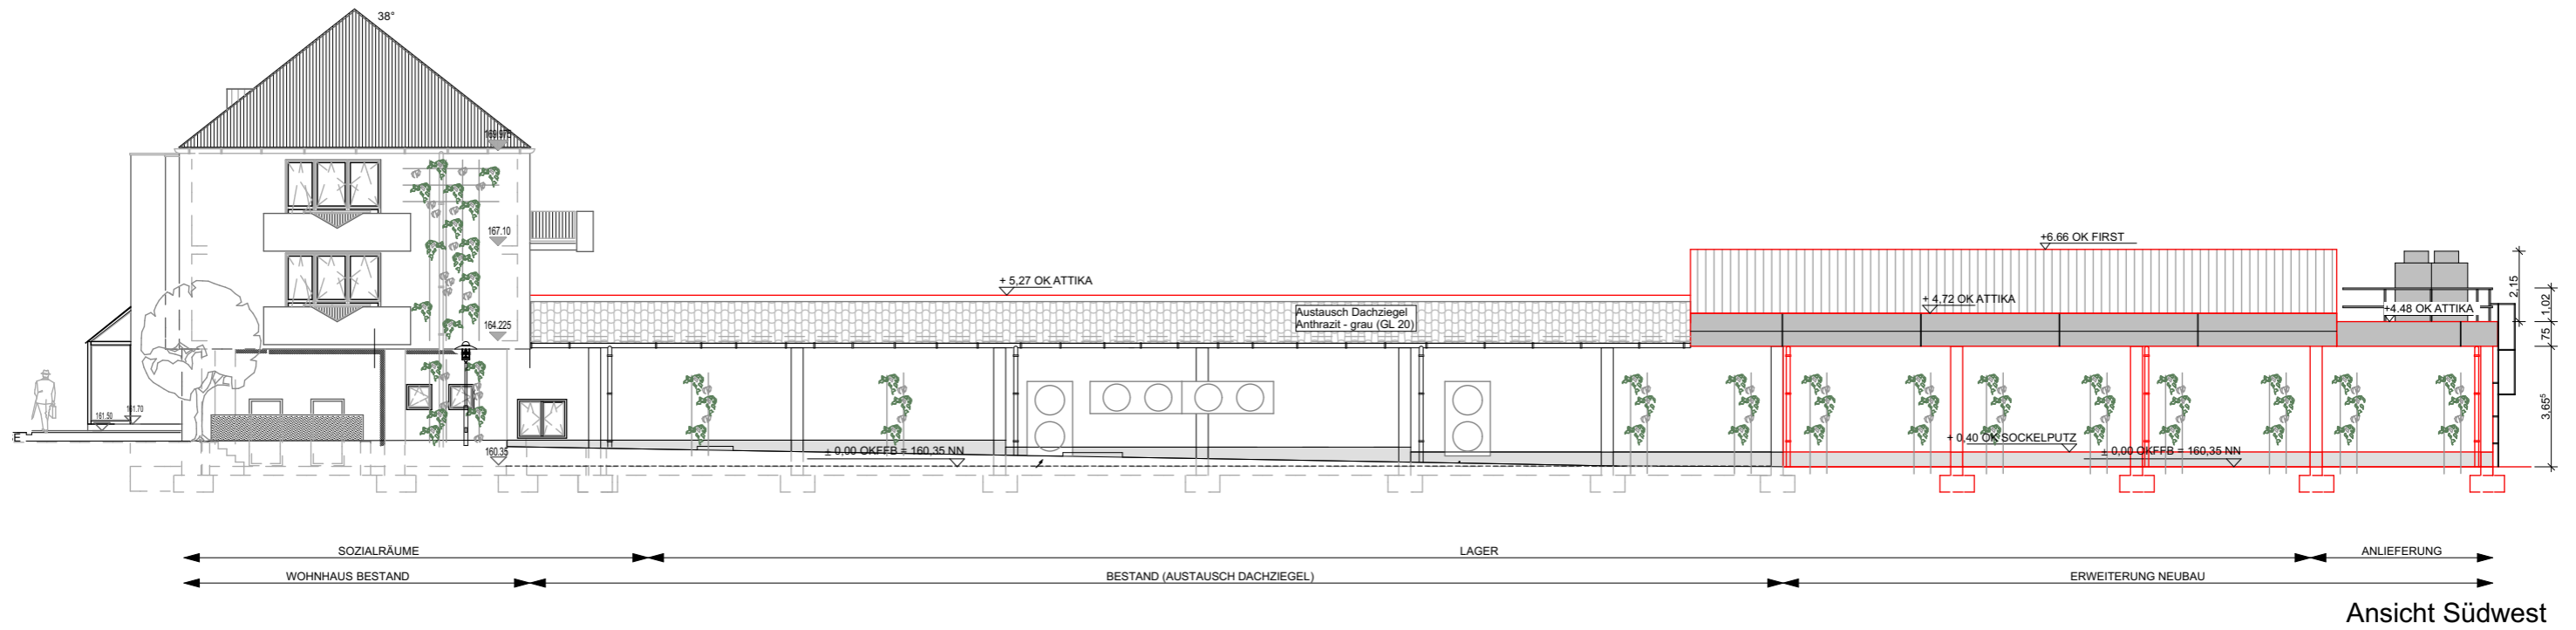 38°
169.975
167.10
+6.66 OK FIRST
+ 5,27 OK ATTIKA
+ 4,72 OK ATTIKA
2,15
1,02
Austausch Dachziegel
Anthrazit - grau (GL 20)
+4.48 OK ATTIKA
164.225
75
3,65⁵
161.50
161.70
E
160.35
± 0,00 OKFFB = 160,35 NN
+ 0,40 OK SOCKELPUTZ
± 0,00 OKFFB = 160,35 NN
SOZIALRÄUME
LAGER
ANLIEFERUNG
WOHNHAUS BESTAND
BESTAND (AUSTAUSCH DACHZIEGEL)
ERWEITERUNG NEUBAU
Ansicht Südwest